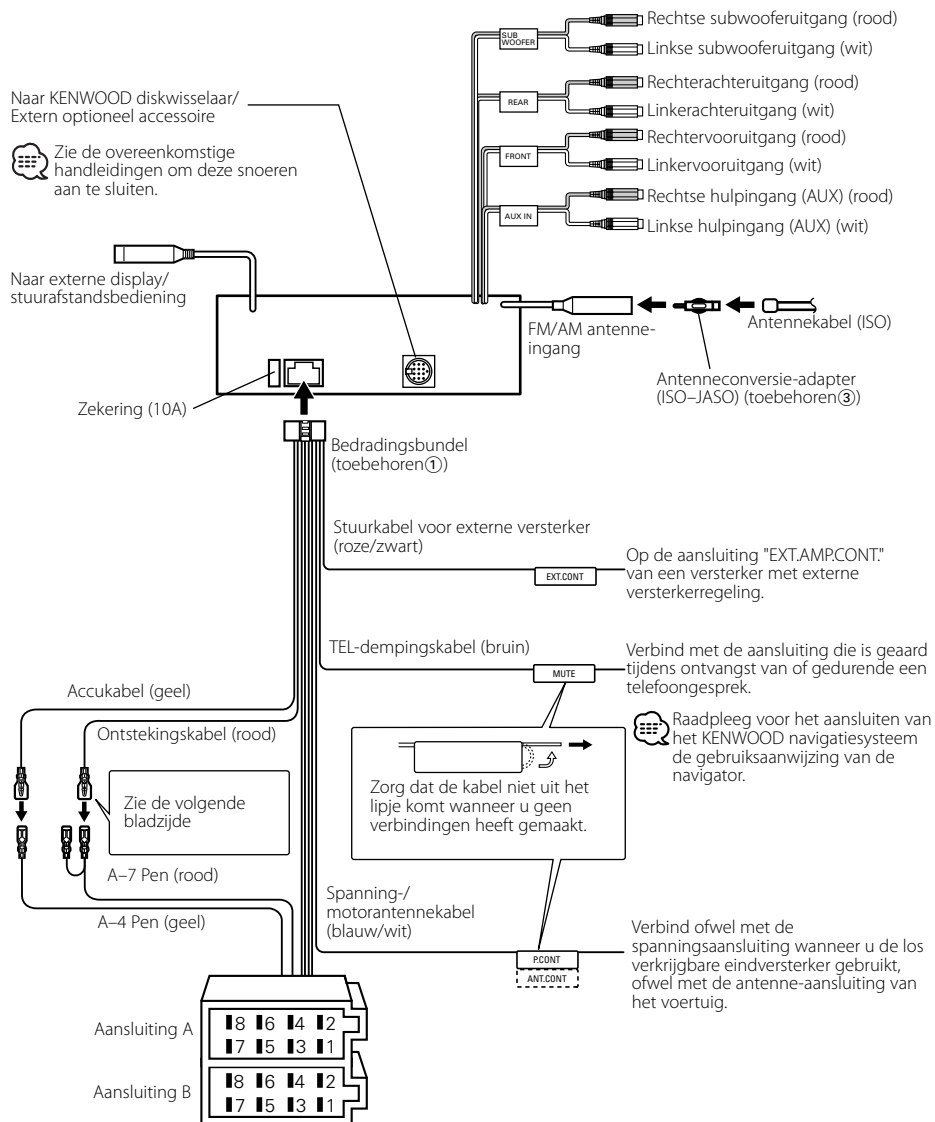 SUB
WOOFER
Rechtse subwooferuitgang (rood)
Linkse subwooferuitgang (wit)
REAR
Rechterachteruitgang (rood)
Linkerachteruitgang (wit)
FRONT
Rechtervooruitgang (rood)
Linkervooruitgang (wit)
AUX IN
Rechtse hulpingang (AUX) (rood)
Linkse hulpingang (AUX) (wit)
Naar KENWOOD diskwisselaar/
Extern optioneel accessoire
Zie de overeenkomstige
handleidingen om deze snoeren
aan te sluiten.
Naar externe display/
stuurafstandsbediening
FM/AM antenne-
ingang
Antennekabel (ISO)
Antenneconversie-adapter
(ISO–JASO) (toebehoren③)
Zekering (10A)
Bedradingsbundel
(toebehoren①)
Stuurkabel voor externe versterker
(roze/zwart)
EXT.CONT
Op de aansluiting "EXT.AMP.CONT."
van een versterker met externe
versterkerregeling.
TEL-dempingskabel (bruin)
MUTE
Verbind met de aansluiting die is geaard
tijdens ontvangst van of gedurende een
telefoongesprek.
Raadpleeg voor het aansluiten van
het KENWOOD navigatiesysteem
de gebruiksaanwijzing van de
navigator.
Accukabel (geel)
Ontstekingskabel (rood)
Zie de volgende
bladzijde
Zorg dat de kabel niet uit het
lipje komt wanneer u geen
verbindingen heeft gemaakt.
A–7 Pen (rood)
A–4 Pen (geel)
Spanning-/
motorantennekabel
(blauw/wit)
P.CONT
ANT.CONT
Verbind ofwel met de
spanningsaansluiting wanneer u de los
verkrijgbare eindversterker gebruikt,
ofwel met de antenne-aansluiting van
het voertuig.
Aansluiting A
8 6 4 2
7 5 3 1
Aansluiting B
8 6 4 2
7 5 3 1